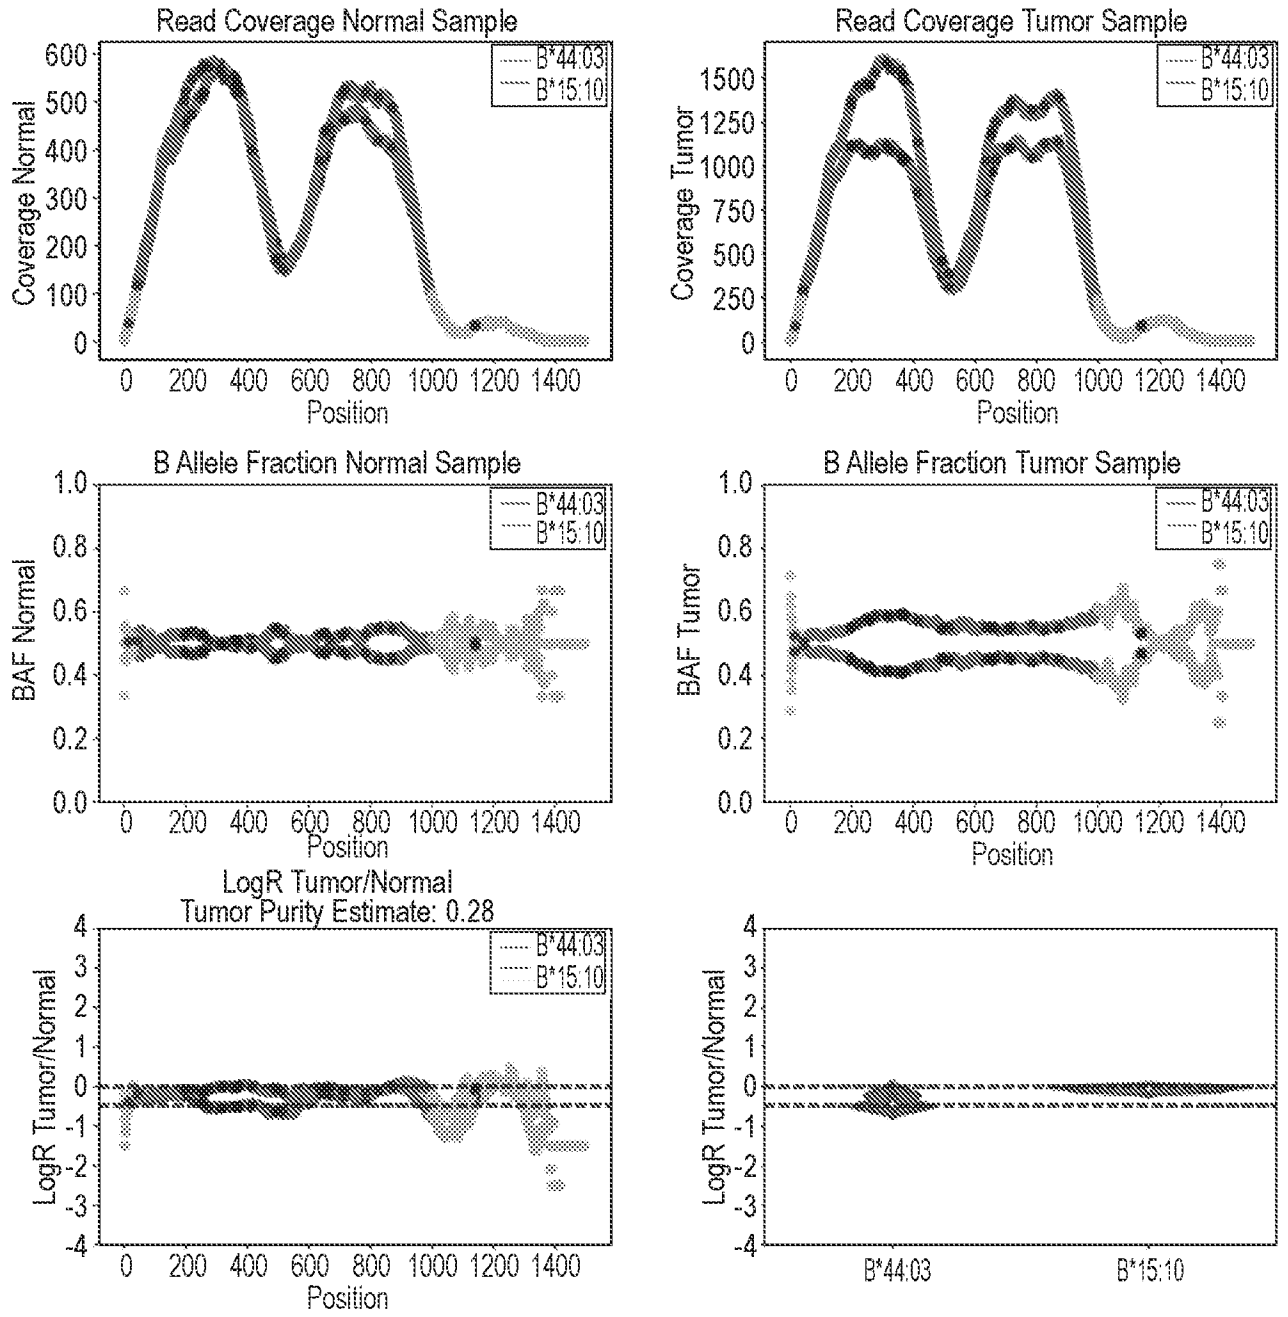 Read Coverage Normal Sample
Coverage Normal
600
500
400
300
200
100
0
B*44:03
B*15:10
0 200 400 600 800 1000 1200 1400
Position
Read Coverage Tumor Sample
Coverage Tumor
1500
1250
1000
750
500
250
0
B*44:03
B*15:10
0 200 400 600 800 1000 1200 1400
Position
B Allele Fraction Normal Sample
BAF Normal
1.0
0.8
0.6
0.4
0.2
0.0
B*44:03
B*15:10
0 200 400 600 800 1000 1200 1400
Position
B Allele Fraction Tumor Sample
BAF Tumor
1.0
0.8
0.6
0.4
0.2
0.0
B*44:03
B*15:10
0 200 400 600 800 1000 1200 1400
Position
LogR Tumor/Normal
Tumor Purity Estimate: 0.28
LogR Tumor/Normal
4
3
2
1
0
-1
-2
-3
-4
B*44:03
B*15:10
0 200 400 600 800 1000 1200 1400
Position
LogR Tumor/Normal
4
3
2
1
0
-1
-2
-3
-4
B*44:03 B*15:10